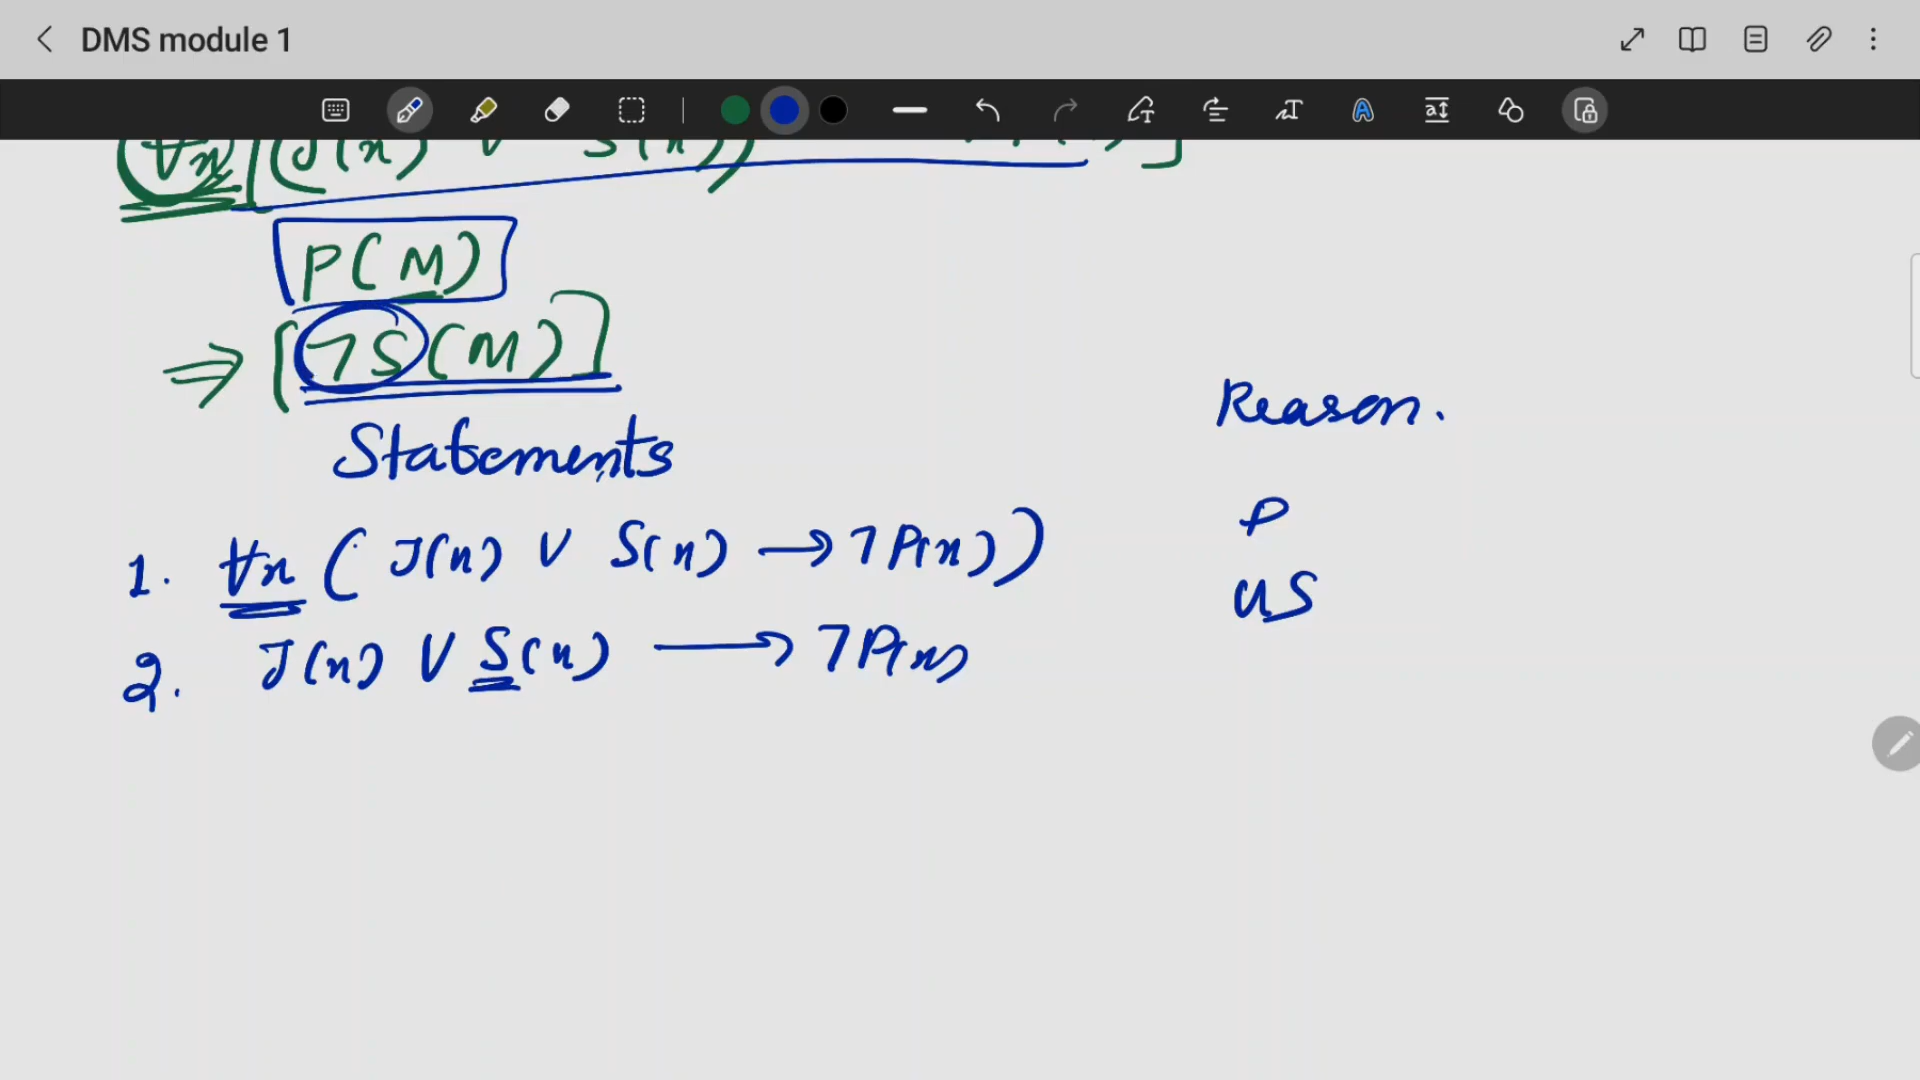 DMS module 1
∀x [(J(x) ∨ S(x))
P(M)
⇒ [¬S(M)]
Statements Reason.
1. ∀x (J(x) ∨ S(x) → ¬P(x)) P
2. J(x) ∨ S(x) → ¬P(x) US